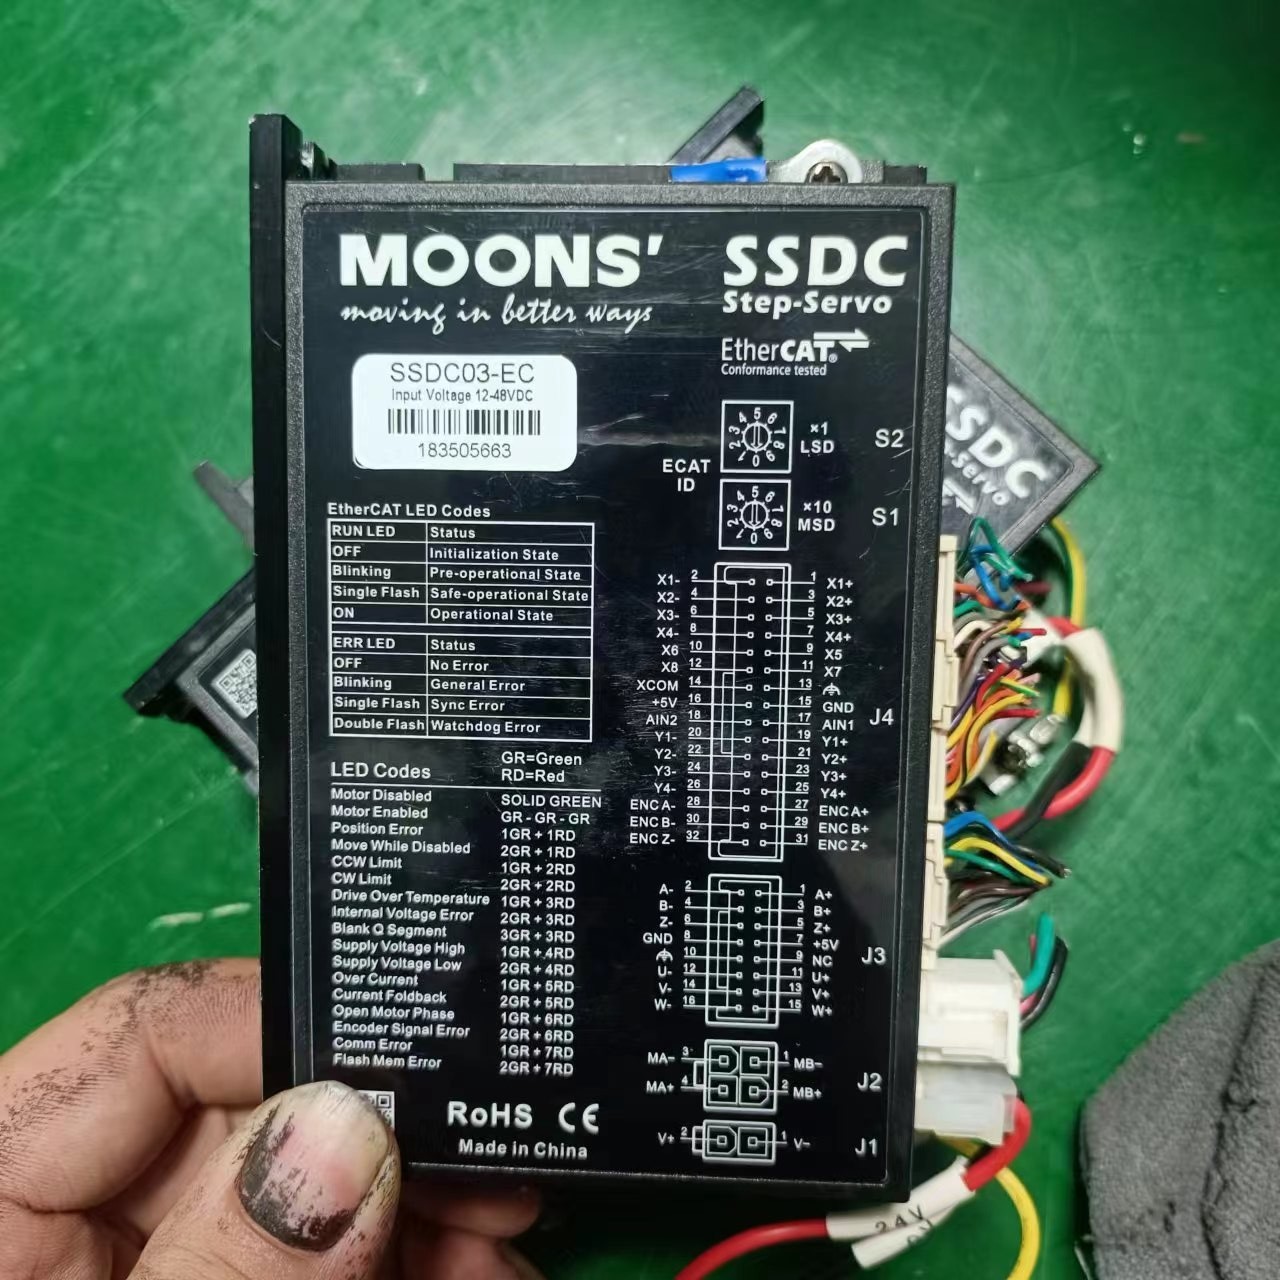 MOONS'
moving in better ways
SSDC
Step-Servo
EtherCAT®
Conformance tested
SSDC03-EC
Input Voltage 12-48VDC
183505663
ECAT
ID
×1
LSD
S2
×10
MSD
S1
EtherCAT LED Codes
RUN LED Status
OFF Initialization State
Blinking Pre-operational State
Single Flash Safe-operational State
ON Operational State
ERR LED Status
OFF No Error
Blinking General Error
Single Flash Sync Error
Double Flash Watchdog Error
GR=Green
RD=Red
LED Codes
Motor Disabled SOLID GREEN
Motor Enabled GR - GR - GR
Position Error 1GR + 1RD
Move While Disabled 2GR + 1RD
CCW Limit 1GR + 2RD
CW Limit 2GR + 2RD
Drive Over Temperature 1GR + 3RD
Internal Voltage Error 2GR + 3RD
Blank Q Segment 3GR + 3RD
Supply Voltage High 1GR + 4RD
Supply Voltage Low 2GR + 4RD
Over Current 1GR + 5RD
Current Foldback 2GR + 5RD
Open Motor Phase 1GR + 6RD
Encoder Signal Error 2GR + 6RD
Comm Error 1GR + 7RD
Flash Mem Error 2GR + 7RD
RoHS CE
Made in China
X1- 2 1 X1+
X2- 4 3 X2+
X3- 6 5 X3+
X4- 8 7 X4+
X6 10 9 X5
X8 12 11 X7
XCOM 14 13
+5V 16 15 GND
AIN2 18 17 AIN1
Y1- 20 19 Y1+
Y2- 22 21 Y2+
Y3- 24 23 Y3+
Y4- 26 25 Y4+
ENC A- 28 27 ENC A+
ENC B- 30 29 ENC B+
ENC Z- 32 31 ENC Z+
J4
A- 2 1 A+
B- 4 3 B+
Z- 6 5 Z+
GND 8 7 +5V
10 9 NC
U- 12 11 U+
V- 14 13 V+
W- 16 15 W+
J3
MA- 3 1 MB-
MA+ 4 2 MB+
J2
V+ 2 1 V-
J1
SSDC
p-Servo
24V